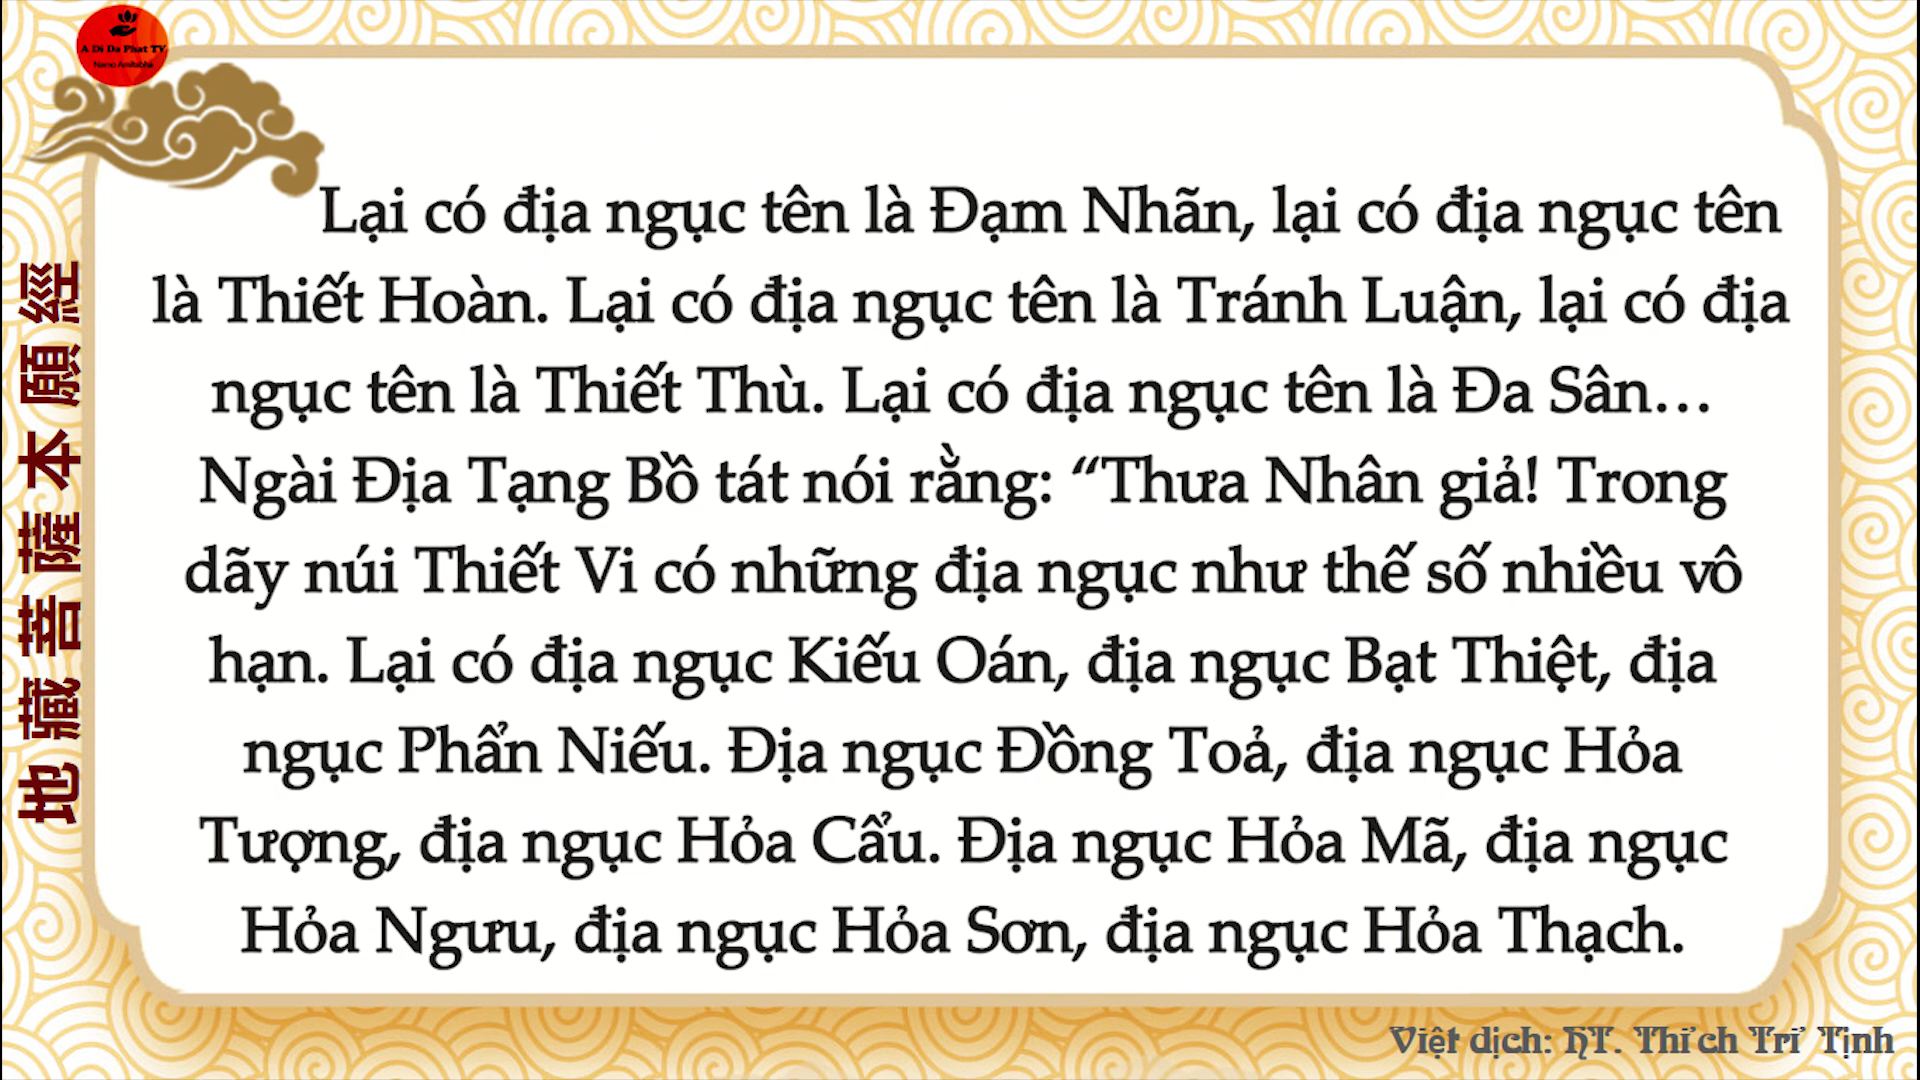 A Di Da Phat TV
Namo Amitabha
Lại có địa ngục tên là Đạm Nhãn, lại có địa ngục tên
là Thiết Hoàn. Lại có địa ngục tên là Tránh Luận, lại có địa
ngục tên là Thiết Thù. Lại có địa ngục tên là Đa Sân...
Ngài Địa Tạng Bồ tát nói rằng: “Thưa Nhân giả! Trong
dãy núi Thiết Vi có những địa ngục như thế số nhiều vô
hạn. Lại có địa ngục Kiếu Oán, địa ngục Bạt Thiệt, địa
ngục Phẩn Niếu. Địa ngục Đồng Toả, địa ngục Hỏa
Tượng, địa ngục Hỏa Cẩu. Địa ngục Hỏa Mã, địa ngục
Hỏa Ngưu, địa ngục Hỏa Sơn, địa ngục Hỏa Thạch.
地藏菩薩本願經
Việt dịch: HT. Thích Trí Tịnh